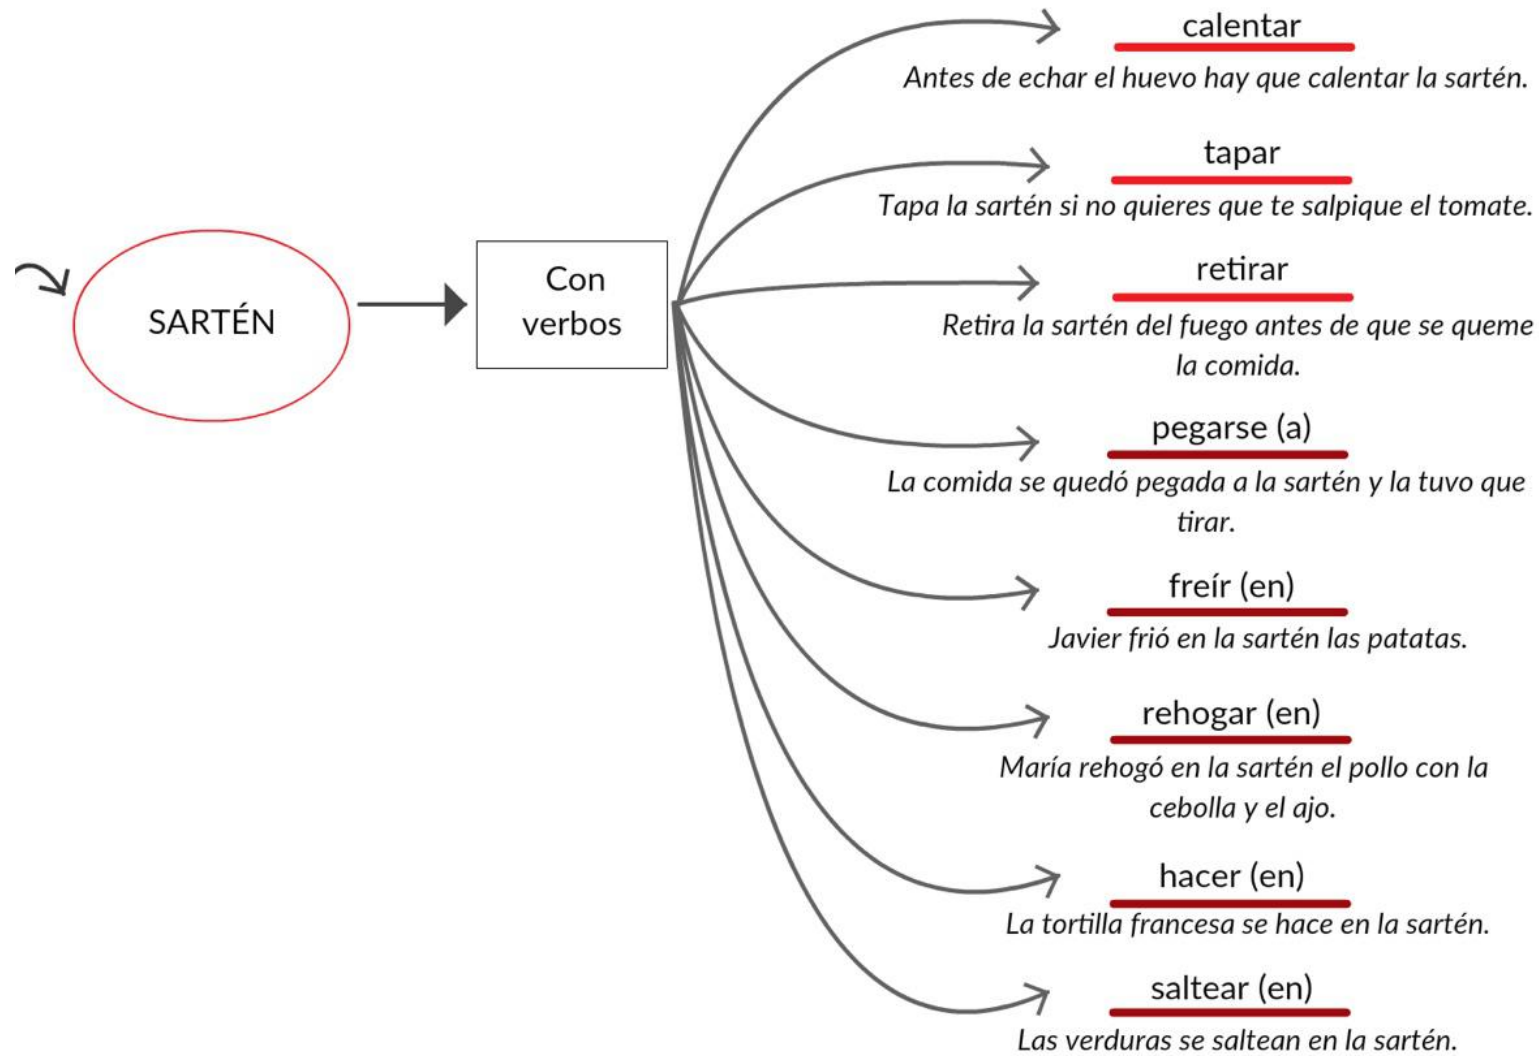 SARTÉN
Con
verbos
calentar
Antes de echar el huevo hay que calentar la sartén.
tapar
Tapa la sartén si no quieres que te salpique el tomate.
retirar
Retira la sartén del fuego antes de que se queme
la comida.
pegarse (a)
La comida se quedó pegada a la sartén y la tuvo que
tirar.
freír (en)
Javier frió en la sartén las patatas.
rehogar (en)
María rehogó en la sartén el pollo con la
cebolla y el ajo.
hacer (en)
La tortilla francesa se hace en la sartén.
saltear (en)
Las verduras se saltean en la sartén.